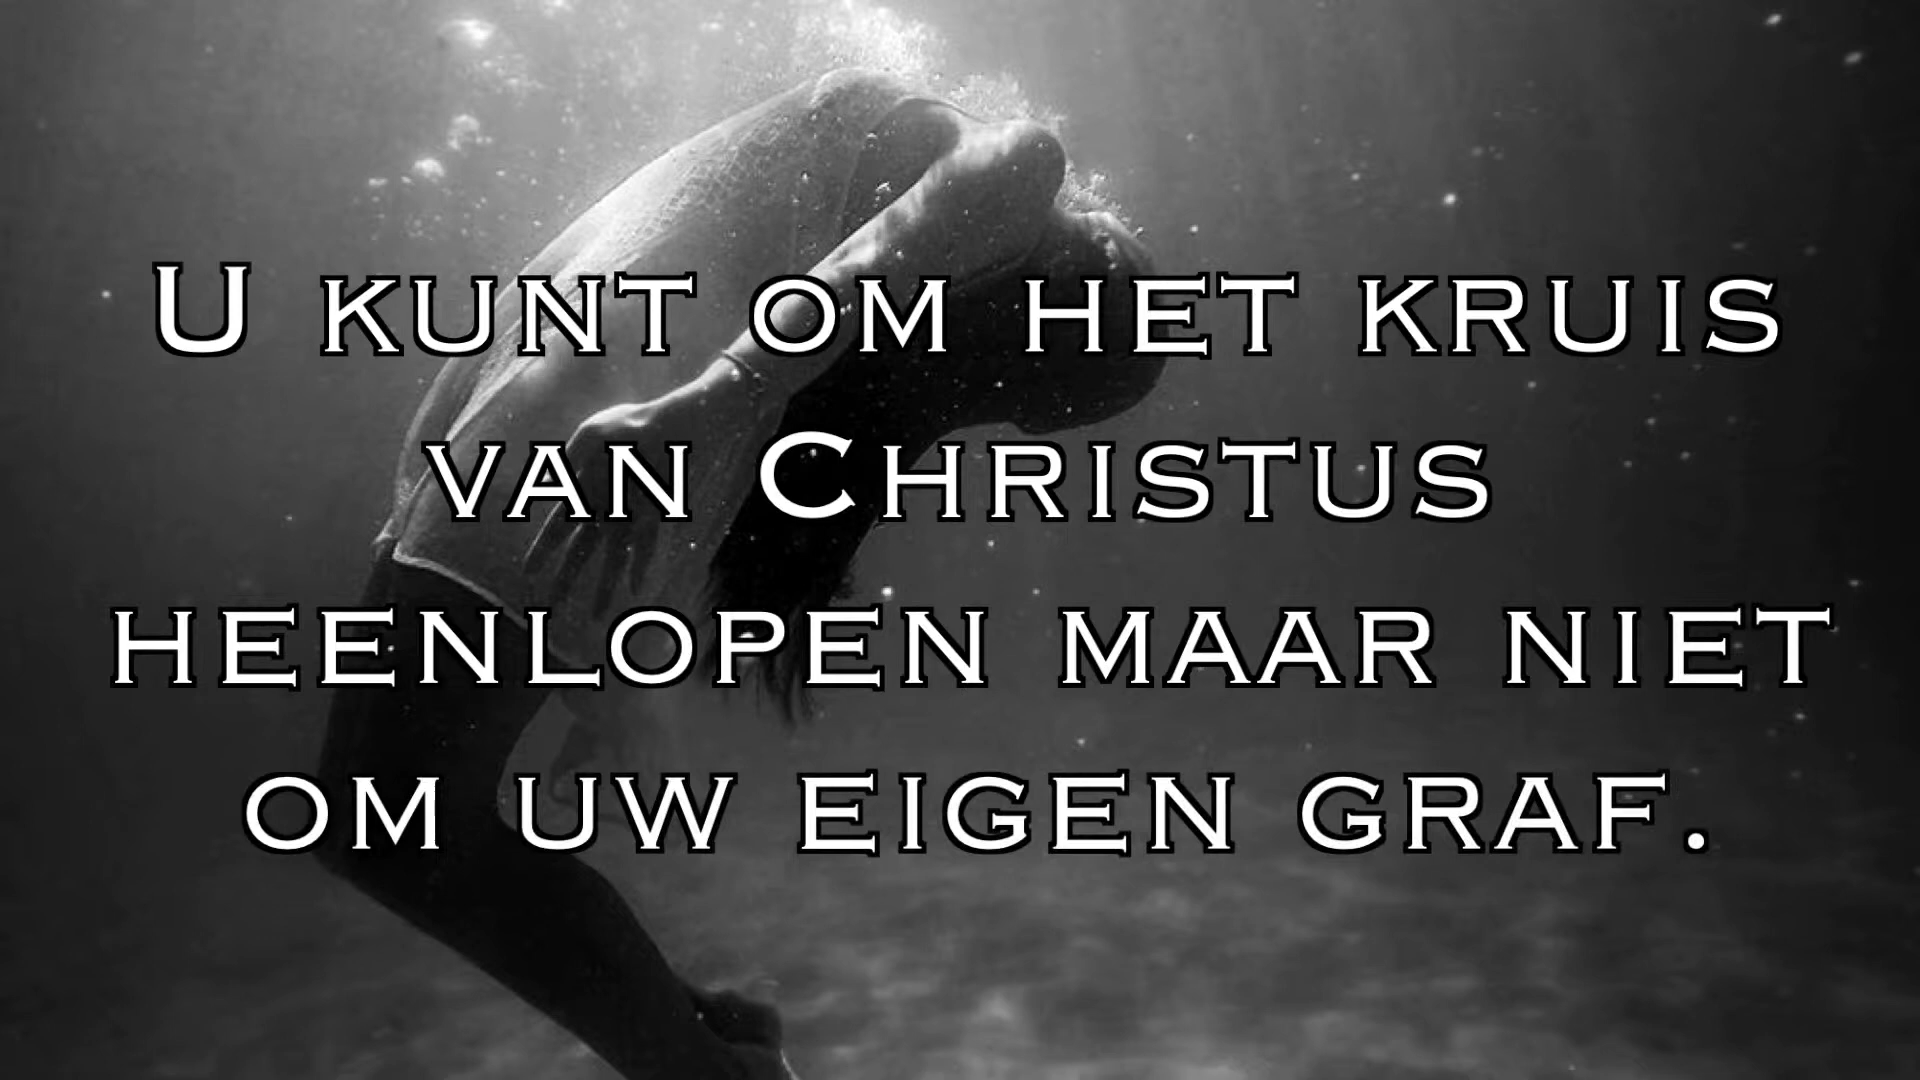 U KUNT OM HET KRUIS
VAN CHRISTUS
HEENLOPEN MAAR NIET
OM UW EIGEN GRAF.